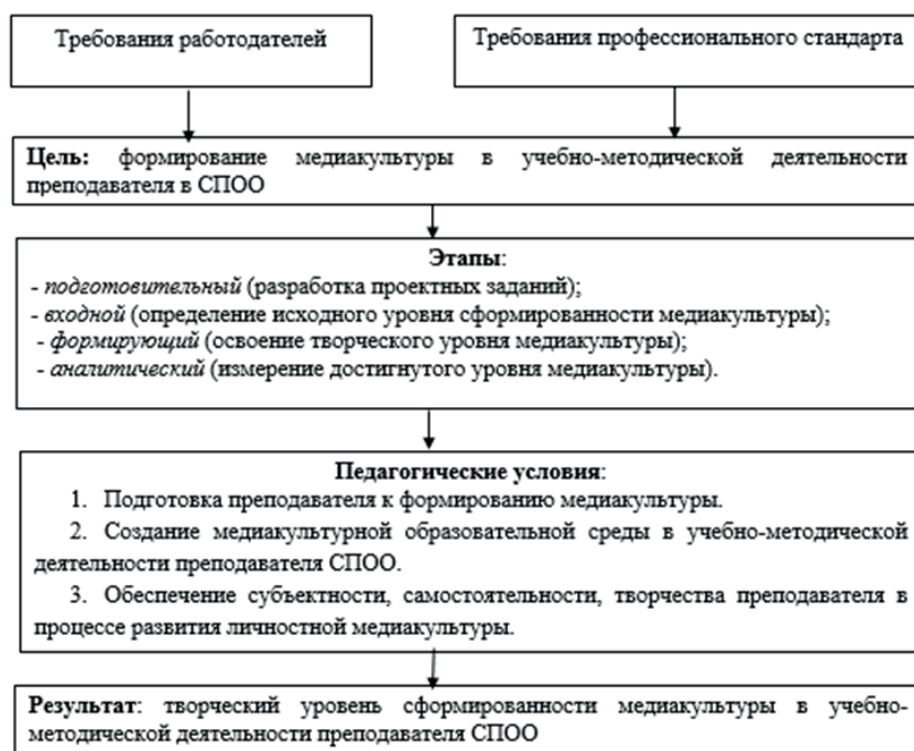 Требования работодателей
Требования профессионального стандарта
Цель: формирование медиакультуры в учебно-методической деятельности
преподавателя в СПОО
Этапы:
- подготовительный (разработка проектных заданий);
- входной (определение исходного уровня сформированности медиакультуры);
- формирующий (освоение творческого уровня медиакультуры);
- аналитический (измерение достигнутого уровня медиакультуры).
Педагогические условия:
1. Подготовка преподавателя к формированию медиакультуры.
2. Создание медиакультурной образовательной среды в учебно-методической
деятельности преподавателя СПОО.
3. Обеспечение субъектности, самостоятельности, творчества преподавателя в
процессе развития личностной медиакультуры.
Результат: творческий уровень сформированности медиакультуры в учебно-
методической деятельности преподавателя СПОО